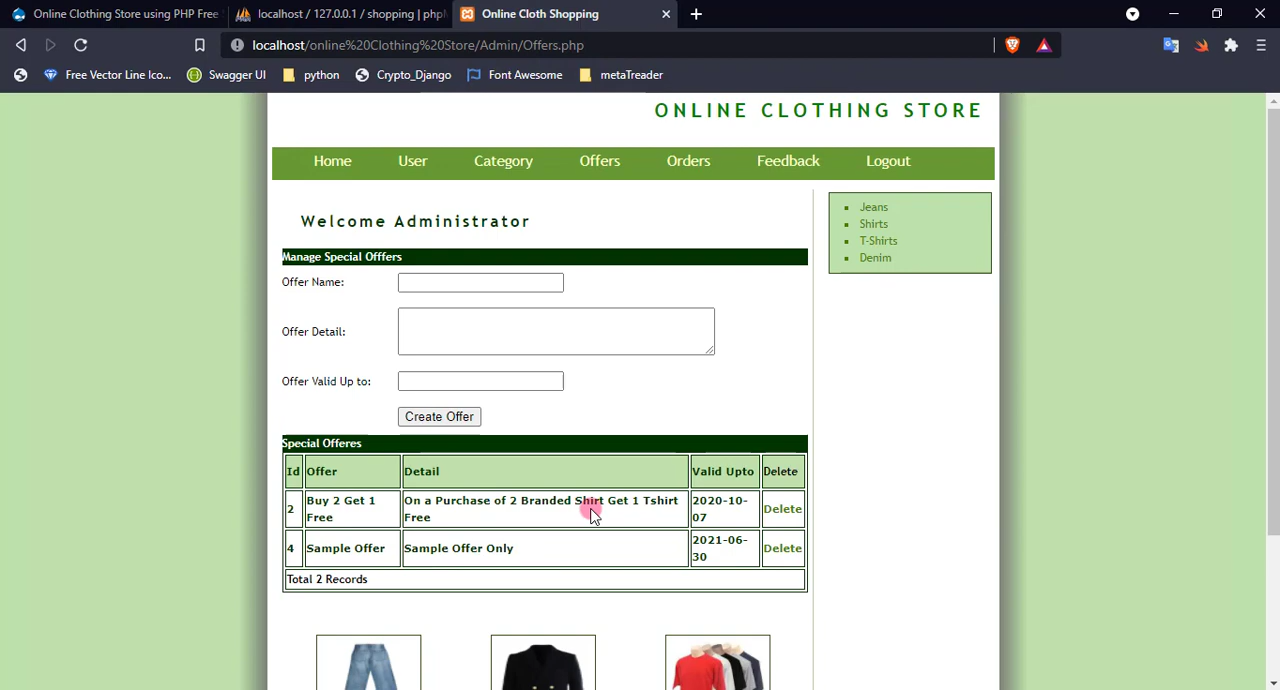 Online Clothing Store using PHP Free
localhost / 127.0.0.1 / shopping | php
Online Cloth Shopping
localhost/online%20Clothing%20Store/Admin/Offers.php
Free Vector Line Ico...
Swagger UI
python
Crypto_Django
Font Awesome
metaTreader
ONLINE CLOTHING STORE
Home User Category Offers Orders Feedback Logout
Welcome Administrator
Jeans
Shirts
T-Shirts
Denim
Manage Special Offfers
Offer Name:
Offer Detail:
Offer Valid Up to:
Create Offer
Special Offeres
Id Offer Detail Valid Upto Delete
2 Buy 2 Get 1 Free On a Purchase of 2 Branded Shirt Get 1 Tshirt Free 2020-10-07 Delete
4 Sample Offer Sample Offer Only 2021-06-30 Delete
Total 2 Records